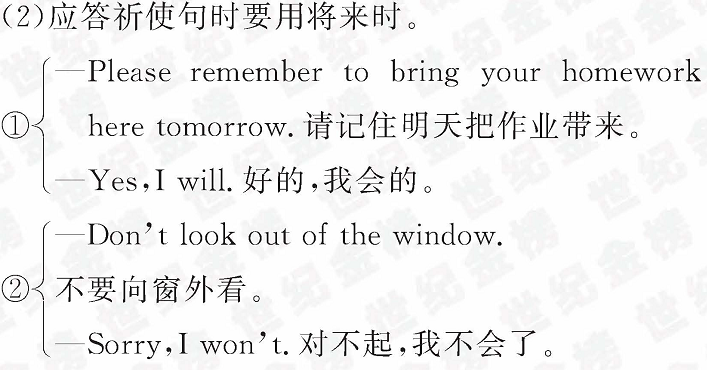 (2)应答祈使句时要用将来时。
—Please remember to bring your homework
① here tomorrow. 请记住明天把作业带来。
—Yes,I will. 好的,我会的。
—Don't look out of the window.
② 不要向窗外看。
—Sorry,I won't. 对不起,我不会了。